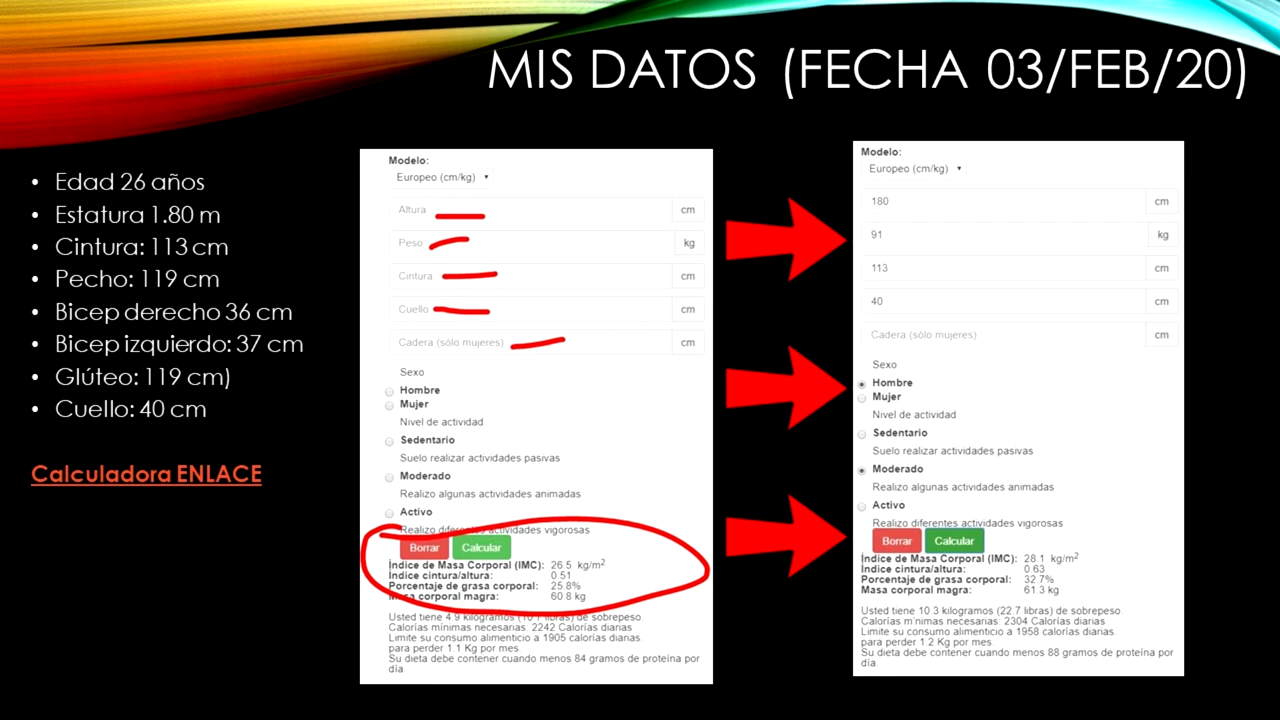 MIS DATOS (FECHA 03/FEB/20)
• Edad 26 años
• Estatura 1.80 m
• Cintura: 113 cm
• Pecho: 119 cm
• Bicep derecho 36 cm
• Bicep izquierdo: 37 cm
• Glúteo: 119 cm)
• Cuello: 40 cm
Calculadora ENLACE
Modelo:
Europeo (cm/kg)
Altura cm
Peso kg
Cintura cm
Cuello cm
Cadera (sólo mujeres) cm
Sexo
Hombre
Mujer
Nivel de actividad
Sedentario
Suelo realizar actividades pasivas
Moderado
Realizo algunas actividades animadas
Activo
Realizo diferentes actividades vigorosas
Borrar Calcular
Índice de Masa Corporal (IMC): 26.5 kg/m²
Índice cintura/altura: 0.51
Porcentaje de grasa corporal: 25.8%
Masa corporal magra: 60.8 kg
Usted tiene 4.9 kilogramos (10.7 libras) de sobrepeso
Calorías mínimas necesarias: 2242 Calorías diarias
Limite su consumo alimenticio a 1905 calorías diarias
para perder 1.1 Kg por mes
Su dieta debe contener cuando menos 84 gramos de proteína por
día
Modelo:
Europeo (cm/kg)
180 cm
91 kg
113 cm
40 cm
Cadera (sólo mujeres) cm
Sexo
Hombre
Mujer
Nivel de actividad
Sedentario
Suelo realizar actividades pasivas
Moderado
Realizo algunas actividades animadas
Activo
Realizo diferentes actividades vigorosas
Borrar Calcular
Índice de Masa Corporal (IMC): 28.1 kg/m²
Índice cintura/altura: 0.63
Porcentaje de grasa corporal: 32.7%
Masa corporal magra: 61.3 kg
Usted tiene 10.3 kilogramos (22.7 libras) de sobrepeso
Calorías mínimas necesarias: 2304 Calorías diarias
Limite su consumo alimenticio a 1958 calorías diarias
para perder 1.2 Kg por mes
Su dieta debe contener cuando menos 88 gramos de proteína por
día